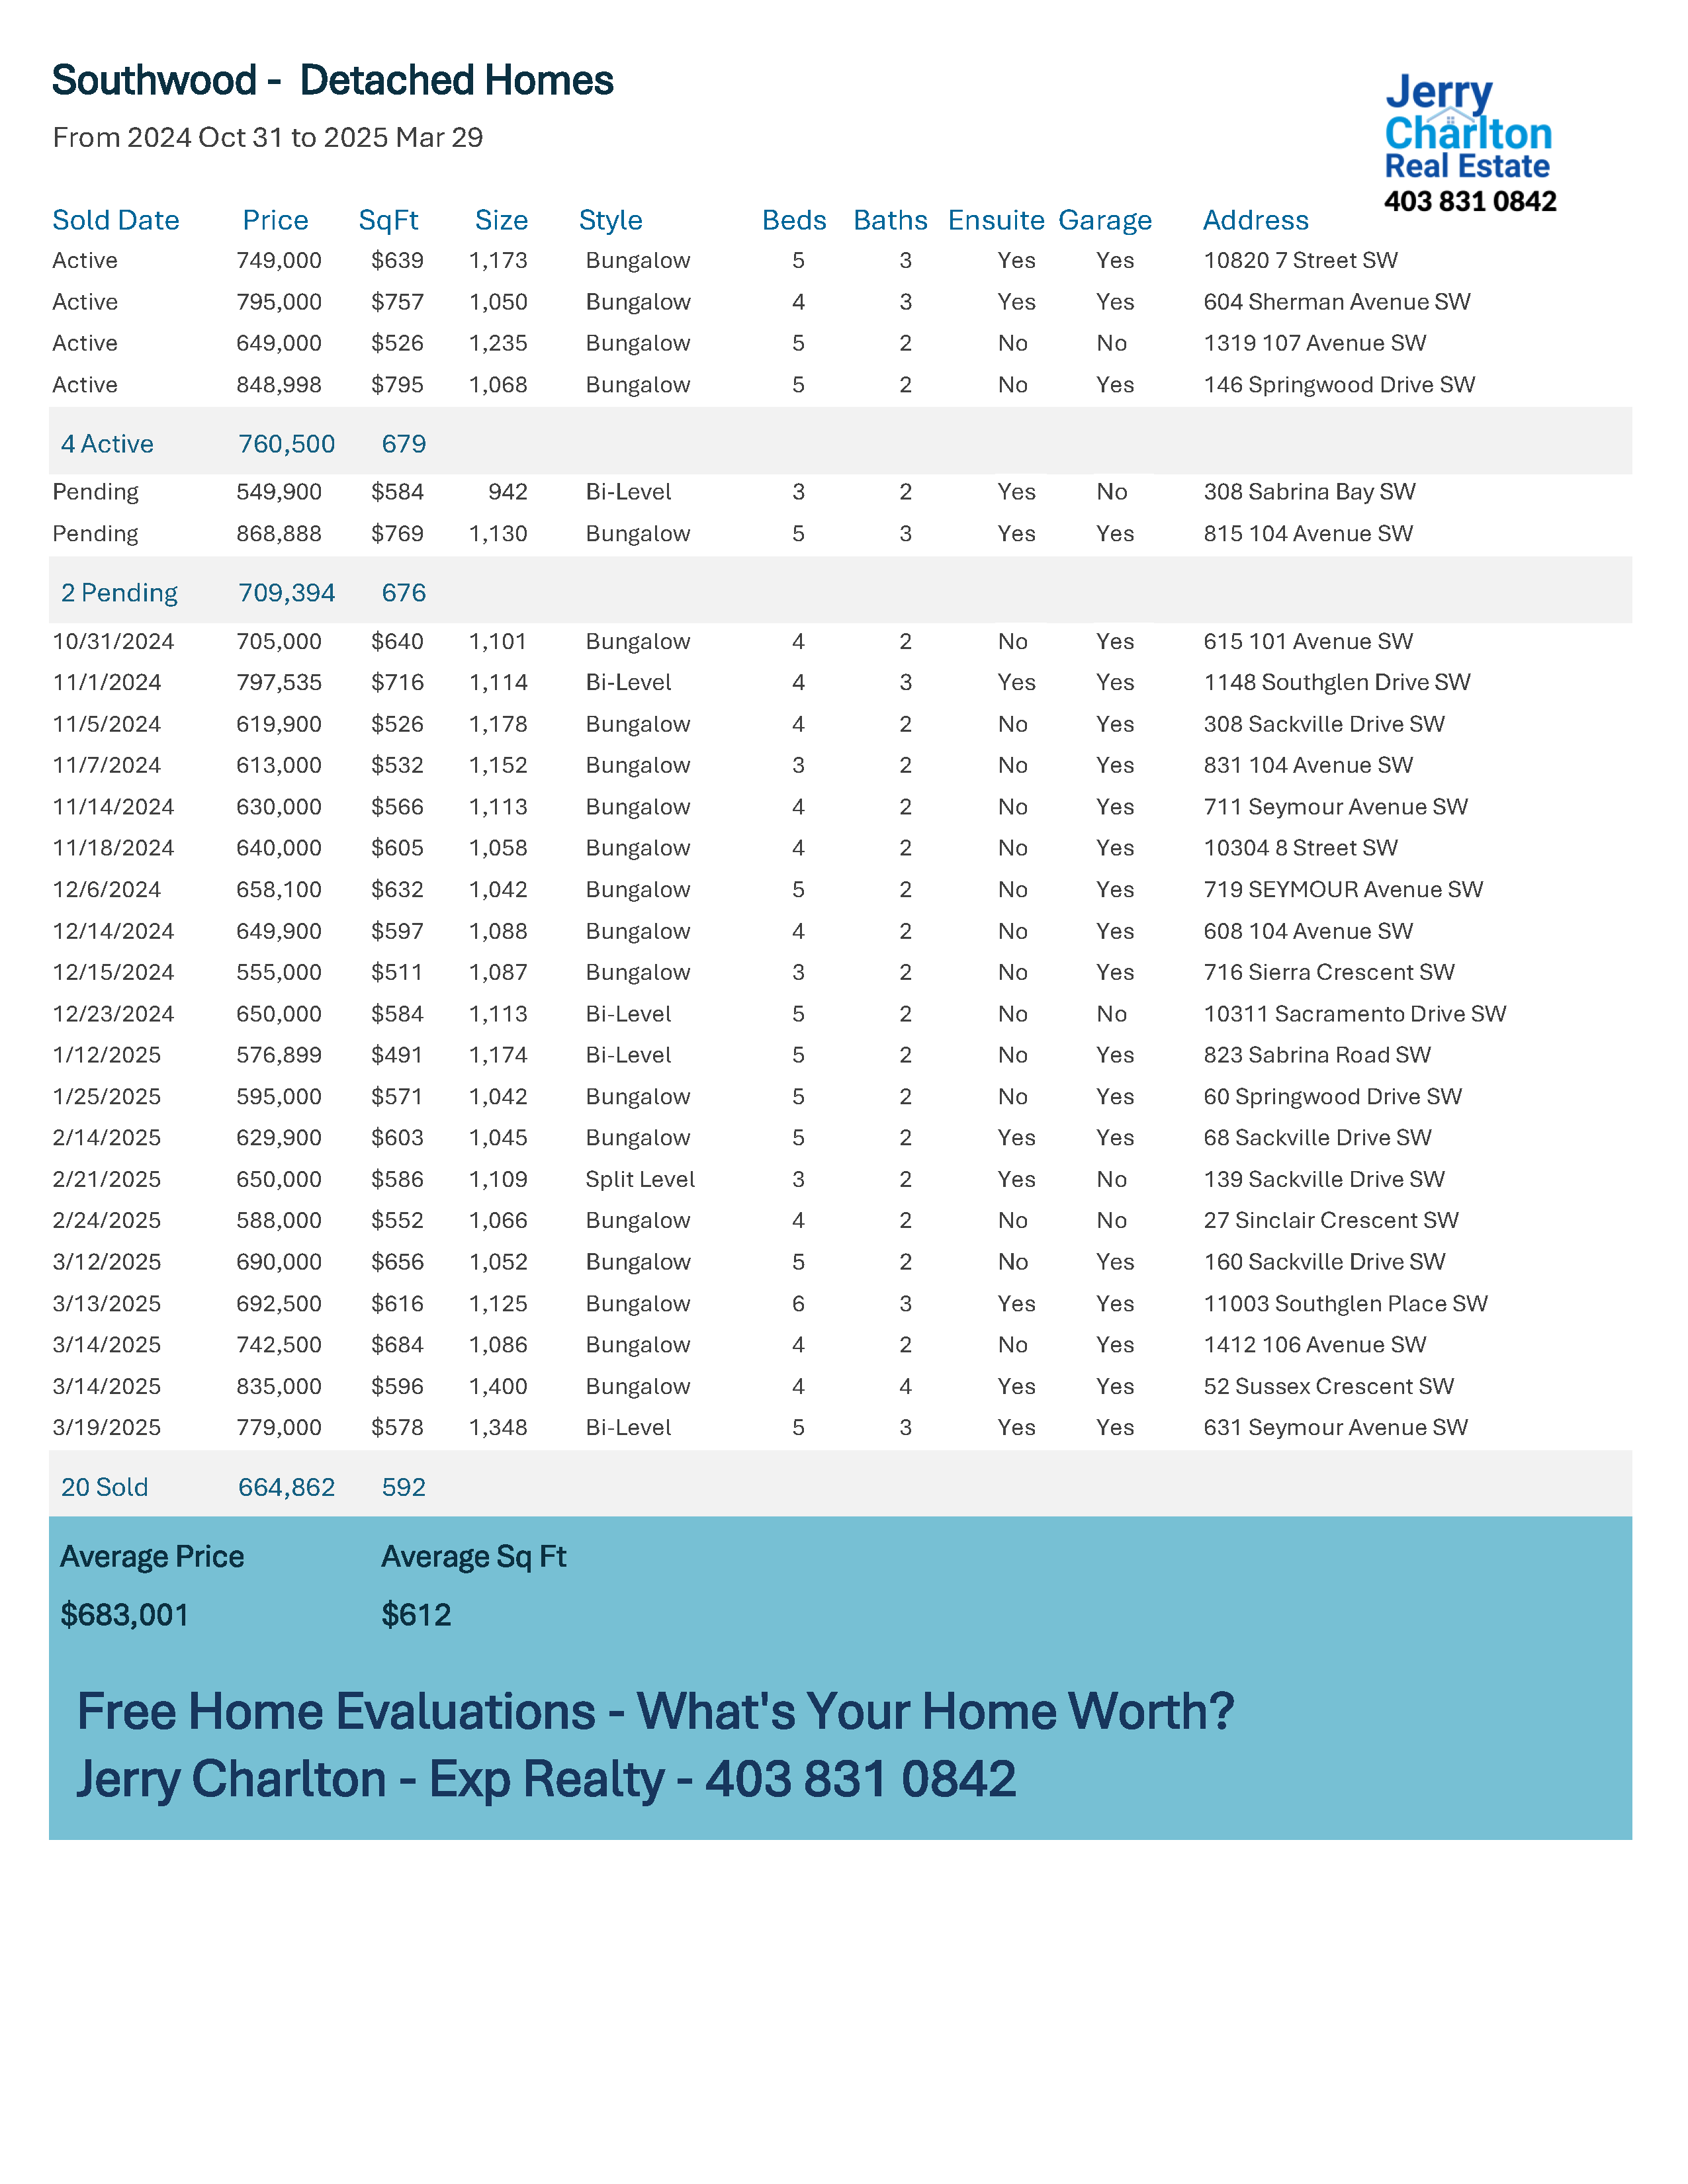 Southwood -  Detached Homes
From 2024 Oct 31 to 2025 Mar 29
Jerry
Charlton
Real Estate
403 831 0842
Sold Date Price SqFt Size Style Beds Baths Ensuite Garage Address
Active 749,000 $639 1,173 Bungalow 5 3 Yes Yes 10820 7 Street SW
Active 795,000 $757 1,050 Bungalow 4 3 Yes Yes 604 Sherman Avenue SW
Active 649,000 $526 1,235 Bungalow 5 2 No No 1319 107 Avenue SW
Active 848,998 $795 1,068 Bungalow 5 2 No Yes 146 Springwood Drive SW
4 Active 760,500 679
Pending 549,900 $584 942 Bi-Level 3 2 Yes No 308 Sabrina Bay SW
Pending 868,888 $769 1,130 Bungalow 5 3 Yes Yes 815 104 Avenue SW
2 Pending 709,394 676
10/31/2024 705,000 $640 1,101 Bungalow 4 2 No Yes 615 101 Avenue SW
11/1/2024 797,535 $716 1,114 Bi-Level 4 3 Yes Yes 1148 Southglen Drive SW
11/5/2024 619,900 $526 1,178 Bungalow 4 2 No Yes 308 Sackville Drive SW
11/7/2024 613,000 $532 1,152 Bungalow 3 2 No Yes 831 104 Avenue SW
11/14/2024 630,000 $566 1,113 Bungalow 4 2 No Yes 711 Seymour Avenue SW
11/18/2024 640,000 $605 1,058 Bungalow 4 2 No Yes 10304 8 Street SW
12/6/2024 658,100 $632 1,042 Bungalow 5 2 No Yes 719 SEYMOUR Avenue SW
12/14/2024 649,900 $597 1,088 Bungalow 4 2 No Yes 608 104 Avenue SW
12/15/2024 555,000 $511 1,087 Bungalow 3 2 No Yes 716 Sierra Crescent SW
12/23/2024 650,000 $584 1,113 Bi-Level 5 2 No No 10311 Sacramento Drive SW
1/12/2025 576,899 $491 1,174 Bi-Level 5 2 No Yes 823 Sabrina Road SW
1/25/2025 595,000 $571 1,042 Bungalow 5 2 No Yes 60 Springwood Drive SW
2/14/2025 629,900 $603 1,045 Bungalow 5 2 Yes Yes 68 Sackville Drive SW
2/21/2025 650,000 $586 1,109 Split Level 3 2 Yes No 139 Sackville Drive SW
2/24/2025 588,000 $552 1,066 Bungalow 4 2 No No 27 Sinclair Crescent SW
3/12/2025 690,000 $656 1,052 Bungalow 5 2 No Yes 160 Sackville Drive SW
3/13/2025 692,500 $616 1,125 Bungalow 6 3 Yes Yes 11003 Southglen Place SW
3/14/2025 742,500 $684 1,086 Bungalow 4 2 No Yes 1412 106 Avenue SW
3/14/2025 835,000 $596 1,400 Bungalow 4 4 Yes Yes 52 Sussex Crescent SW
3/19/2025 779,000 $578 1,348 Bi-Level 5 3 Yes Yes 631 Seymour Avenue SW
20 Sold 664,862 592
Average Price Average Sq Ft
$683,001 $612
Free Home Evaluations - What's Your Home Worth?
Jerry Charlton - Exp Realty - 403 831 0842